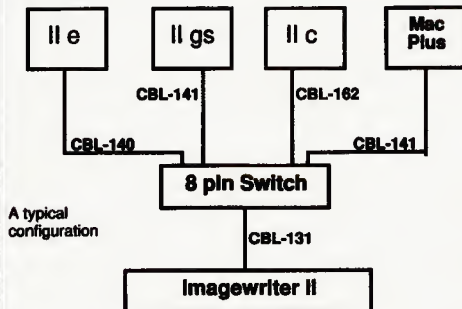 II e
II gs
II c
Mac
Plus
CBL-141
CBL-162
CBL-140
CBL-141
8 pin Switch
A typical
configuration
CBL-131
Imagewriter II